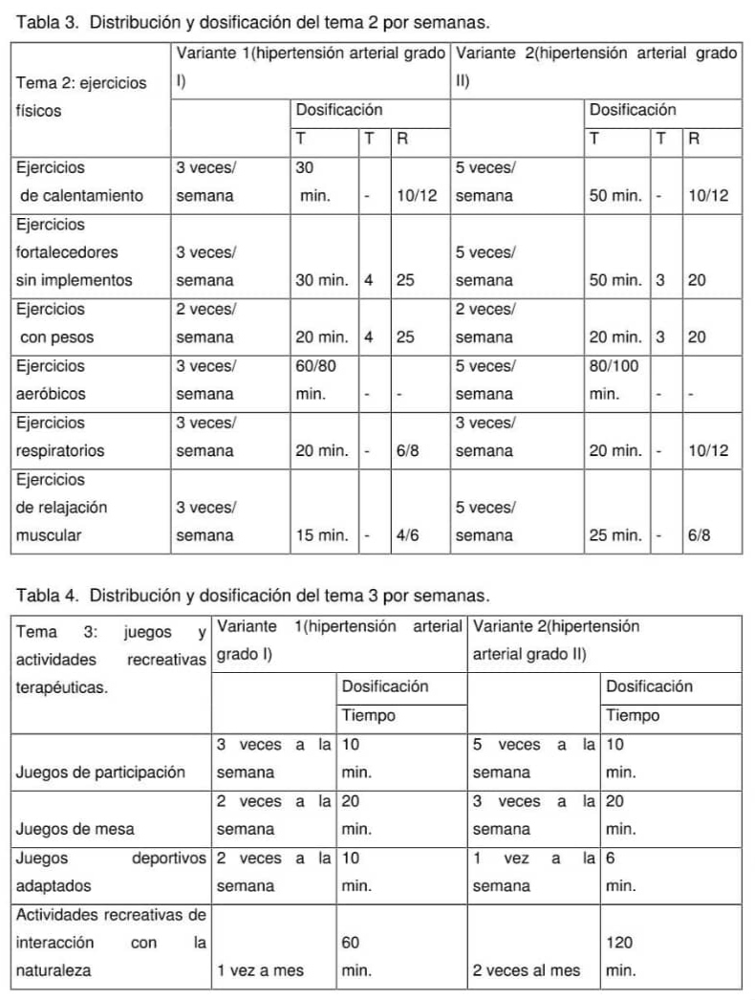 Tabla 3. Distribución y dosificación del tema 2 por semanas.
Tema 2: ejercicios físicos | Variante 1(hipertensión arterial grado I) | Variante 2(hipertensión arterial grado II)
Dosificación | Dosificación
T | T | R | T | T | R
Ejercicios de calentamiento | 3 veces/ semana | 30 min. | - | 10/12 | 5 veces/ semana | 50 min. | - | 10/12
Ejercicios fortalecedores sin implementos | 3 veces/ semana | 30 min. | 4 | 25 | 5 veces/ semana | 50 min. | 3 | 20
Ejercicios con pesos | 2 veces/ semana | 20 min. | 4 | 25 | 2 veces/ semana | 20 min. | 3 | 20
Ejercicios aeróbicos | 3 veces/ semana | 60/80 min. | - | - | 5 veces/ semana | 80/100 min. | - | -
Ejercicios respiratorios | 3 veces/ semana | 20 min. | - | 6/8 | 3 veces/ semana | 20 min. | - | 10/12
Ejercicios de relajación muscular | 3 veces/ semana | 15 min. | - | 4/6 | 5 veces/ semana | 25 min. | - | 6/8
Tabla 4. Distribución y dosificación del tema 3 por semanas.
Tema 3: juegos y actividades recreativas terapéuticas. | Variante 1(hipertensión arterial grado I) | Variante 2(hipertensión arterial grado II)
Dosificación | Dosificación
Tiempo | Tiempo
Juegos de participación | 3 veces a la semana | 10 min. | 5 veces a la semana | 10 min.
Juegos de mesa | 2 veces a la semana | 20 min. | 3 veces a la semana | 20 min.
Juegos deportivos adaptados | 2 veces a la semana | 10 min. | 1 vez a la semana | 6 min.
Actividades recreativas de interacción con la naturaleza | 1 vez a mes | 60 min. | 2 veces al mes | 120 min.